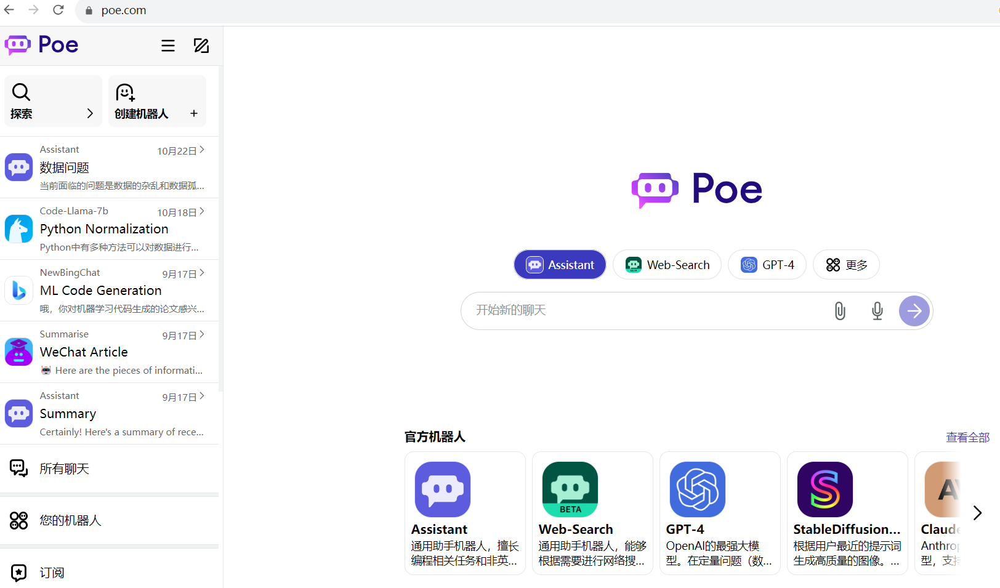 poe.com
Poe
探索
创建机器人
Assistant
10月22日
数据问题
当前面临的问题是数据的杂乱和数据孤...
Code-Llama-7b
10月18日
Python Normalization
Python中有多种方法可以对数据进行...
NewBingChat
9月17日
ML Code Generation
哦，你对机器学习代码生成的论文感兴...
Summarise
9月17日
WeChat Article
Here are the pieces of informati...
Assistant
9月17日
Summary
Certainly! Here's a summary of rece...
所有聊天
您的机器人
订阅
Poe
Assistant
Web-Search
GPT-4
更多
开始新的聊天
官方机器人
查看全部
BETA
Assistant
通用助手机器人，擅长
编程相关任务和非英...
Web-Search
通用助手机器人，能够
根据需要进行网络搜...
GPT-4
OpenAI的最强大模
型。在定量问题（数...
StableDiffusion...
根据用户最近的提示词
生成高质量的图像。...
Claude
Anthrop
型，支持